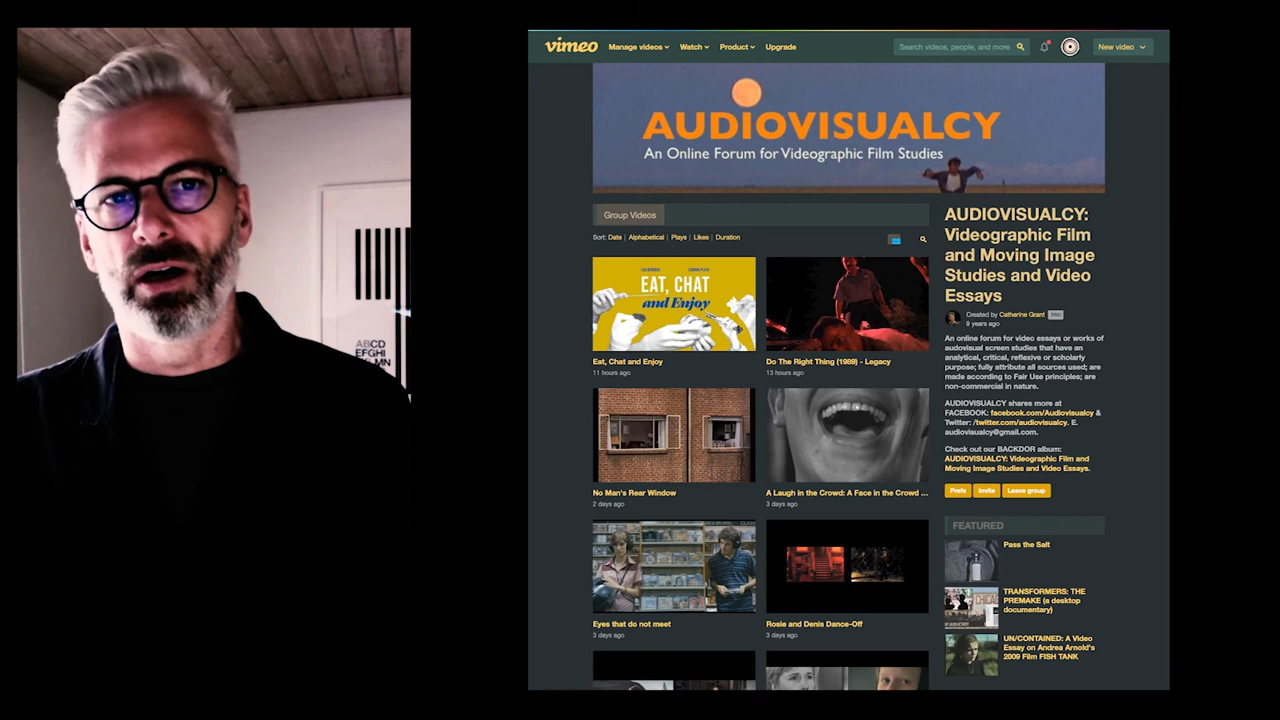 ABCD
EFGHI
MN
vimeo
Manage videos
Watch
Product
Upgrade
Search videos, people, and more
New video
AUDIOVISUALCY
An Online Forum for Videographic Film Studies
Group Videos
Sort: Date | Alphabetical | Plays | Likes | Duration
EAT, CHAT
and Enjoy
Eat, Chat and Enjoy
11 hours ago
Do The Right Thing (1989) - Legacy
13 hours ago
No Man's Rear Window
2 days ago
A Laugh in the Crowd: A Face in the Crowd ...
3 days ago
Eyes that do not meet
3 days ago
Rosie and Denis Dance-Off
3 days ago
AUDIOVISUALCY:
Videographic Film
and Moving Image
Studies and Video
Essays
Created by Catherine Grant PRO
9 years ago
An online forum for video essays or works of
audiovisual screen studies that have an
analytical, critical, reflexive or scholarly
purpose; fully attribute all sources used; are
made according to Fair Use principles; are
non-commercial in nature.
AUDIOVISUALCY shares more at
FACEBOOK: facebook.com/Audiovisualcy &
Twitter: /twitter.com/audiovisualcy. E.
audiovisualcy@gmail.com.
Check out our BACKDOR album:
AUDIOVISUALCY: Videographic Film and
Moving Image Studies and Video Essays.
Prefs
Invite
Leave group
FEATURED
Pass the Salt
TRANSFORMERS: THE
PREMAKE (a desktop
documentary)
UN/CONTAINED: A Video
Essay on Andrea Arnold's
2009 Film FISH TANK